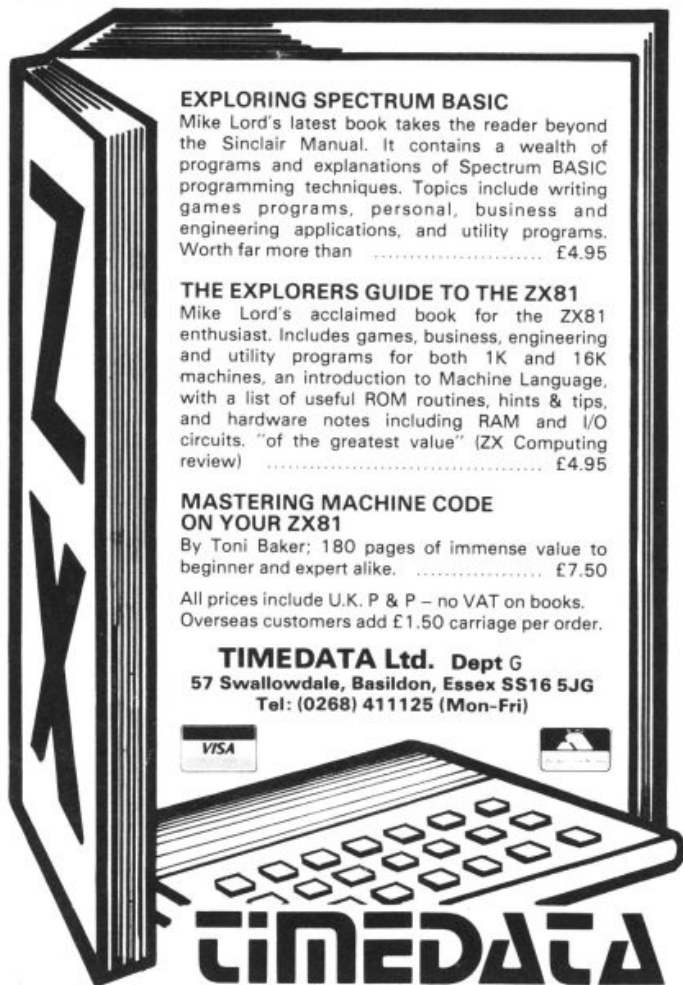 ZX
EXPLORING SPECTRUM BASIC
Mike Lord's latest book takes the reader beyond
the Sinclair Manual. It contains a wealth of
programs and explanations of Spectrum BASIC
programming techniques. Topics include writing
games programs, personal, business and
engineering applications, and utility programs.
Worth far more than ........................ £4.95
THE EXPLORERS GUIDE TO THE ZX81
Mike Lord's acclaimed book for the ZX81
enthusiast. Includes games, business, engineering
and utility programs for both 1K and 16K
machines, an introduction to Machine Language,
with a list of useful ROM routines, hints & tips,
and hardware notes including RAM and I/O
circuits. "of the greatest value" (ZX Computing
review) ....................................... £4.95
MASTERING MACHINE CODE
ON YOUR ZX81
By Toni Baker; 180 pages of immense value to
beginner and expert alike. .................. £7.50
All prices include U.K. P & P – no VAT on books.
Overseas customers add £1.50 carriage per order.
TIMEDATA Ltd. Dept G
57 Swallowdale, Basildon, Essex SS16 5JG
Tel: (0268) 411125 (Mon-Fri)
VISA
TIMEDATA